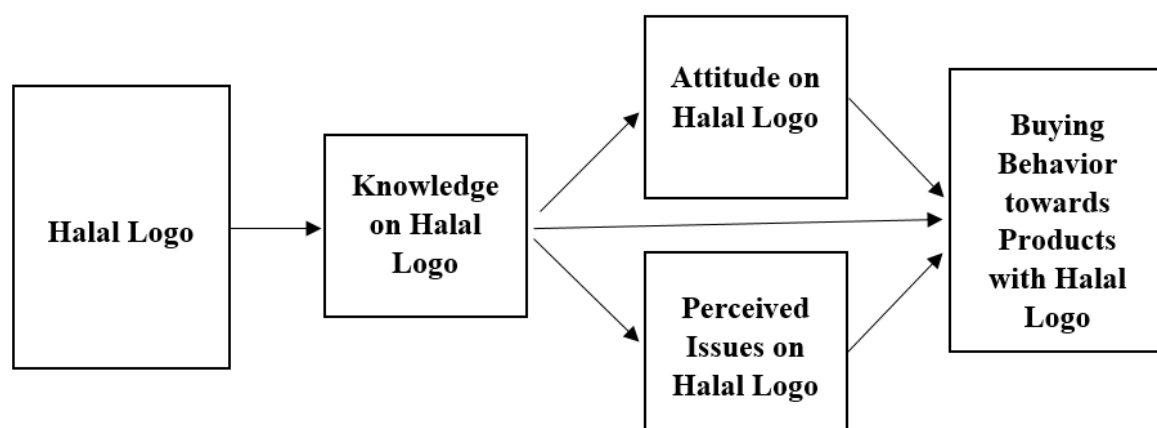 Halal Logo
Knowledge
on Halal
Logo
Attitude on
Halal Logo
Perceived
Issues on
Halal Logo
Buying
Behavior
towards
Products
with Halal
Logo